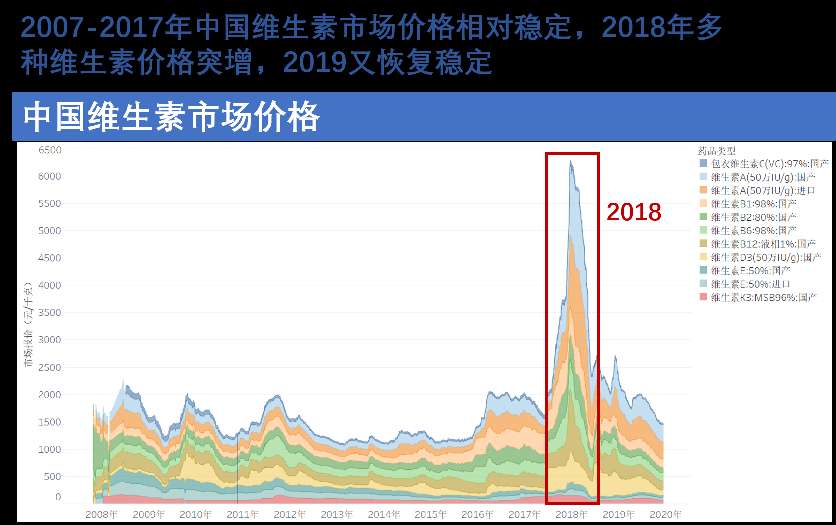 2007-2017年中国维生素市场价格相对稳定，2018年多
种维生素价格突增，2019又恢复稳定
中国维生素市场价格
6500
6000
5500
5000
4500
4000
3500
3000
2500
2000
1500
1000
500
0
市场报价（元/千克）
2018
药品类型
包衣维生素C(VC):97%:国产
维生素A(50万IU/g):国产
维生素A(50万IU/g):进口
维生素B1:98%:国产
维生素B2:80%:国产
维生素B6:98%:国产
维生素B12:液相1%:国产
维生素D3(50万IU/g):国产
维生素E:50%:国产
维生素E:50%:进口
维生素K3:MSB96%:国产
2008年 2009年 2010年 2011年 2012年 2013年 2014年 2015年 2016年 2017年 2018年 2019年 2020年